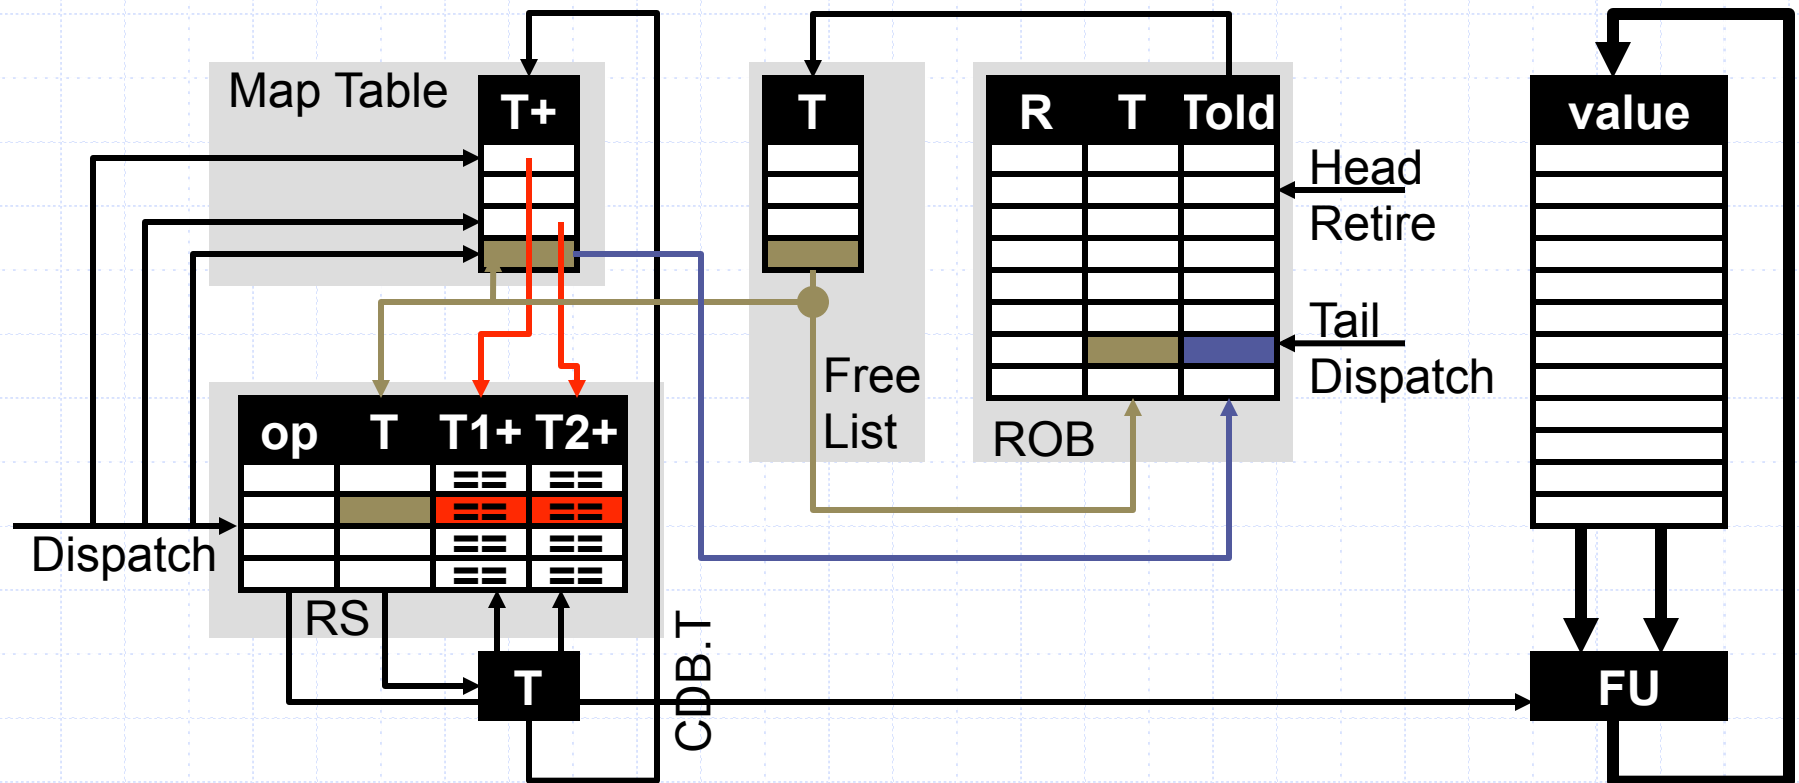 Map Table
T+
T
R T Told
value
Head
Retire
Tail
Dispatch
Free
List
ROB
op T T1+ T2+
Dispatch
RS
T
CDB.T
FU